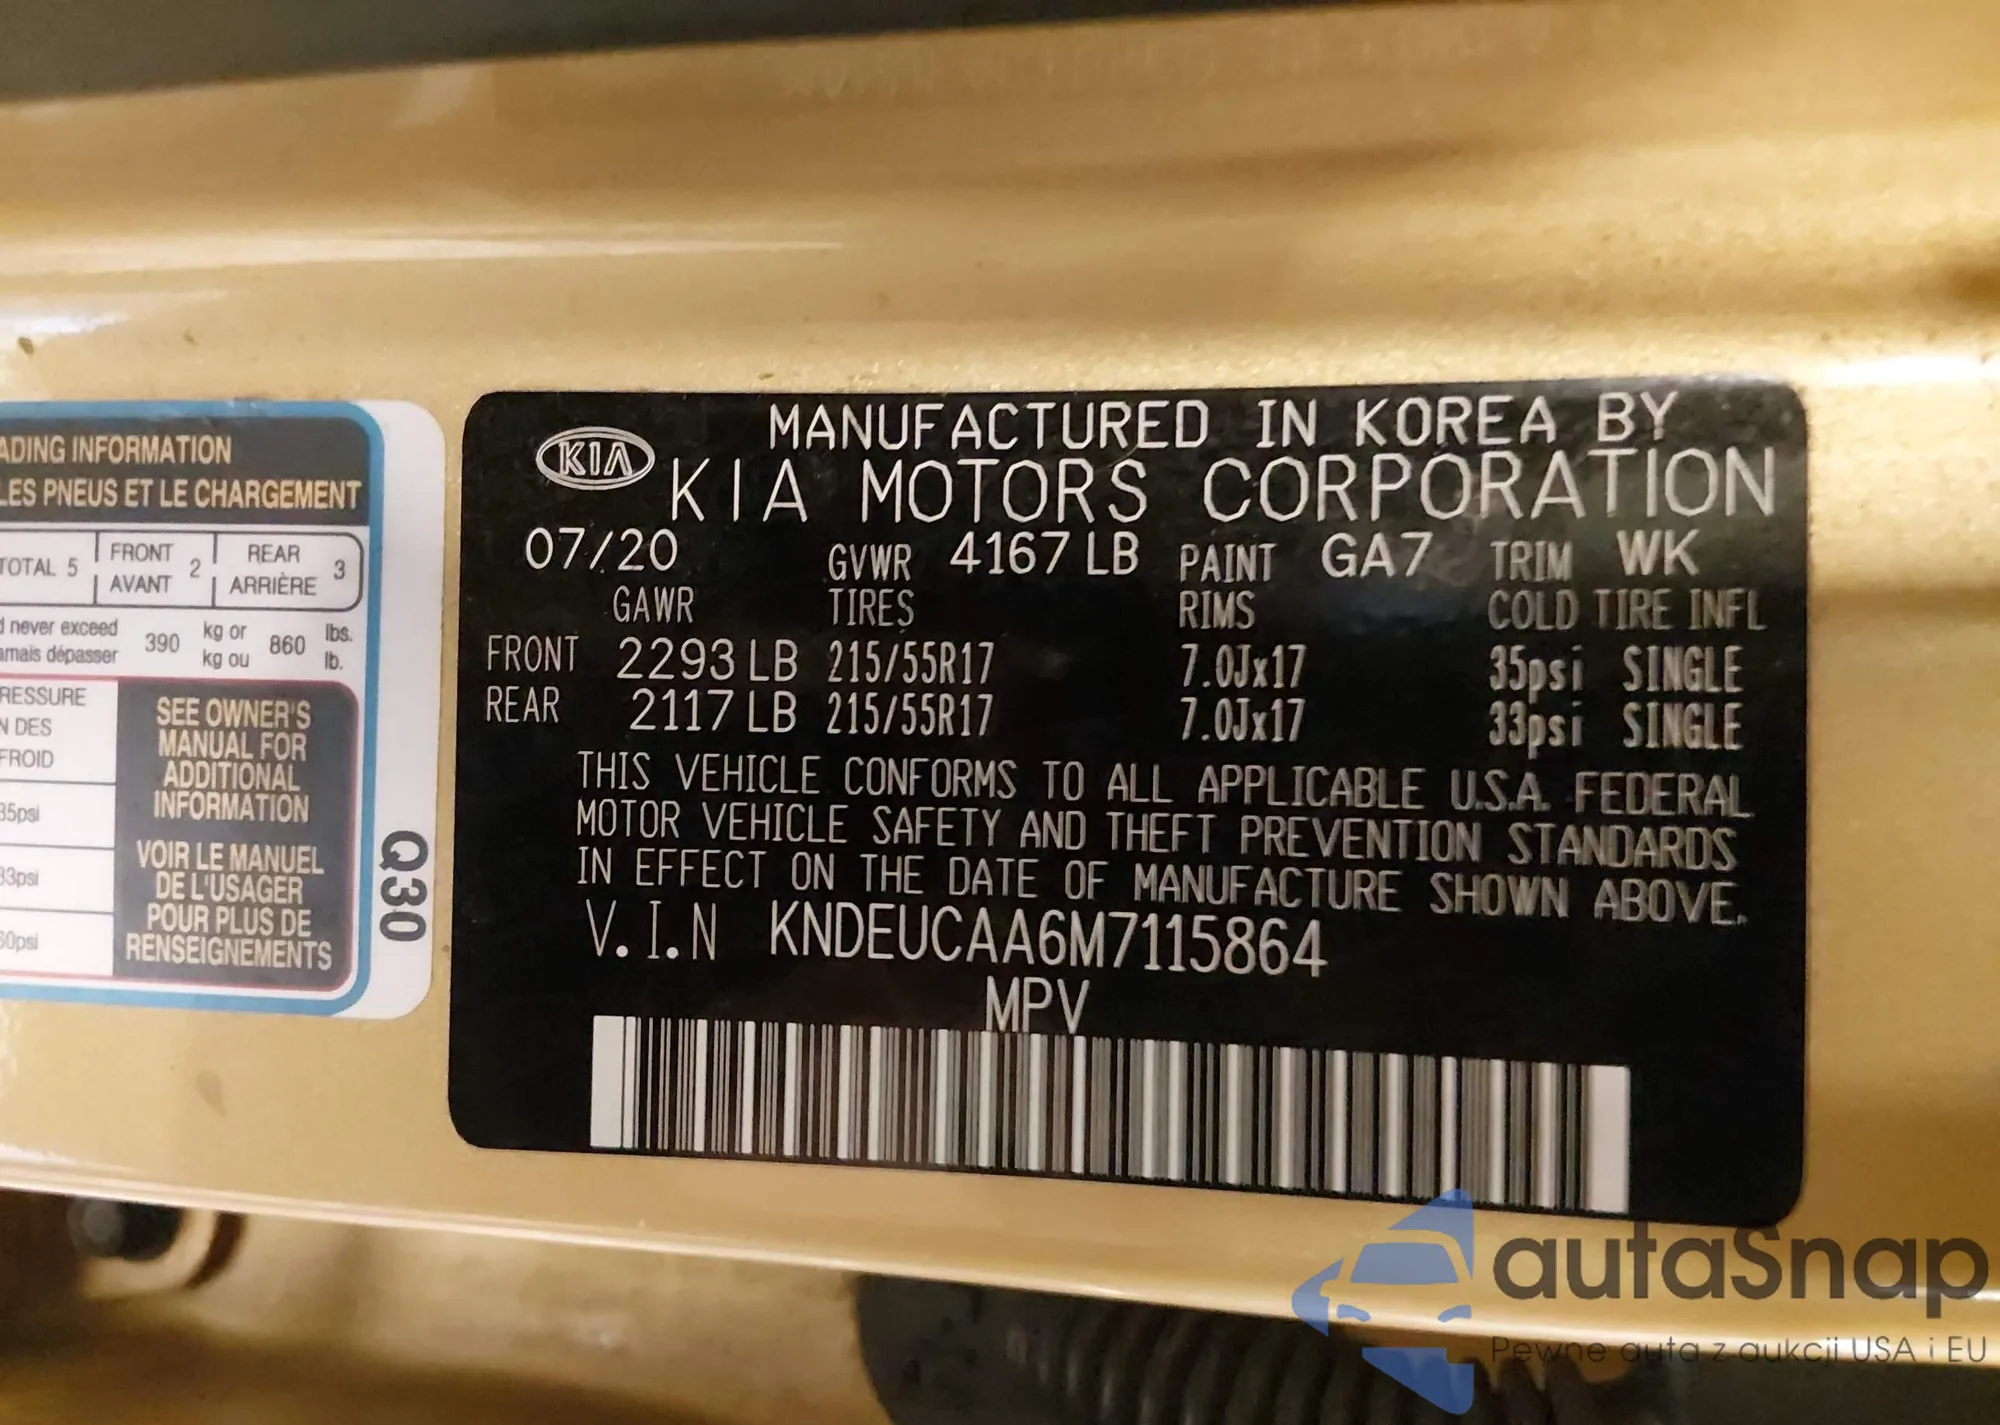 ADING INFORMATION
LES PNEUS ET LE CHARGEMENT
TOTAL 5
FRONT
AVANT
2
REAR
ARRIÈRE
3
never exceed
amais dépasser
390
kg or
kg ou
860
lbs.
lb.
RESSURE
N DES
FROID
35psi
33psi
60psi
SEE OWNER'S
MANUAL FOR
ADDITIONAL
INFORMATION
VOIR LE MANUEL
DE L'USAGER
POUR PLUS DE
RENSEIGNEMENTS
Q30
MANUFACTURED IN KOREA BY
KIA KIA MOTORS CORPORATION
07/20 GVWR 4167 LB PAINT GA7 TRIM WK
GAWR TIRES RIMS COLD TIRE INFL
FRONT 2293 LB 215/55R17 7.0Jx17 35psi SINGLE
REAR 2117 LB 215/55R17 7.0Jx17 33psi SINGLE
THIS VEHICLE CONFORMS TO ALL APPLICABLE U.S.A. FEDERAL
MOTOR VEHICLE SAFETY AND THEFT PREVENTION STANDARDS
IN EFFECT ON THE DATE OF MANUFACTURE SHOWN ABOVE.
V.I.N KNDEUCAA6M7115864
MPV
autaSnap
Pewne auta z aukcji USA i EU